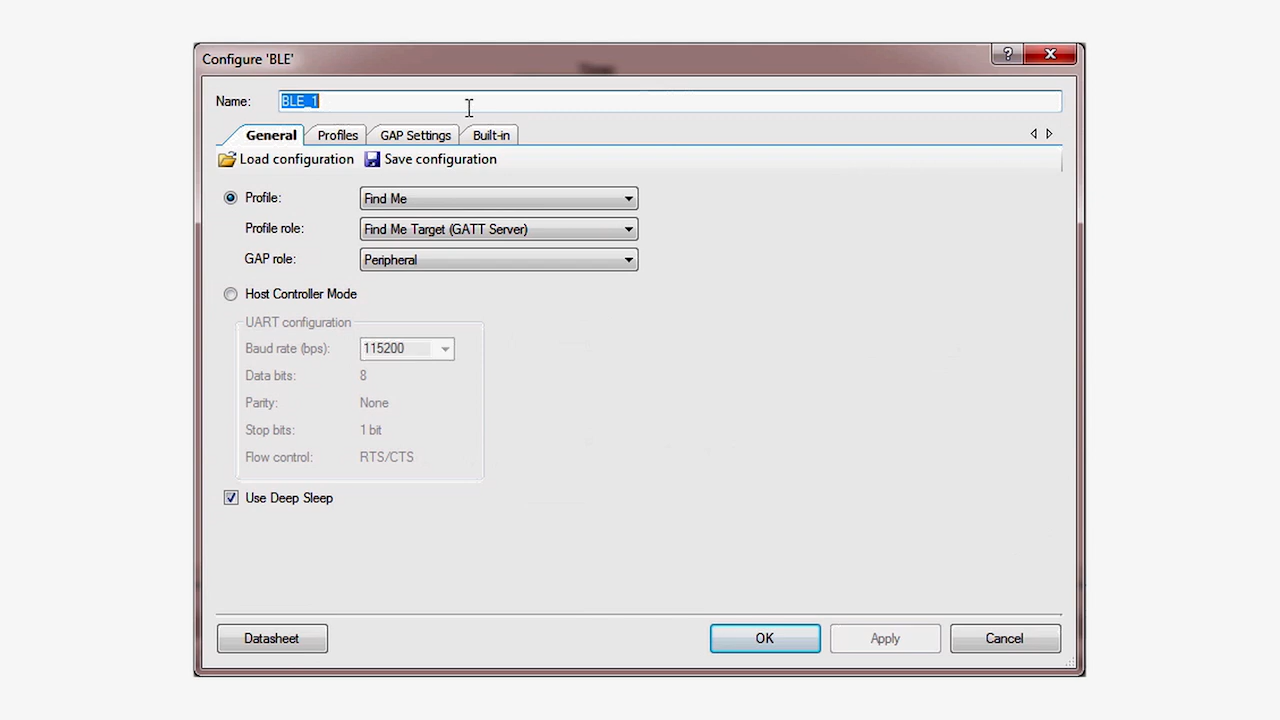 Configure 'BLE'
Name: BLE_1
General Profiles GAP Settings Built-in
Load configuration Save configuration
Profile: Find Me
Profile role: Find Me Target (GATT Server)
GAP role: Peripheral
Host Controller Mode
UART configuration
Baud rate (bps): 115200
Data bits: 8
Parity: None
Stop bits: 1 bit
Flow control: RTS/CTS
Use Deep Sleep
Datasheet OK Apply Cancel